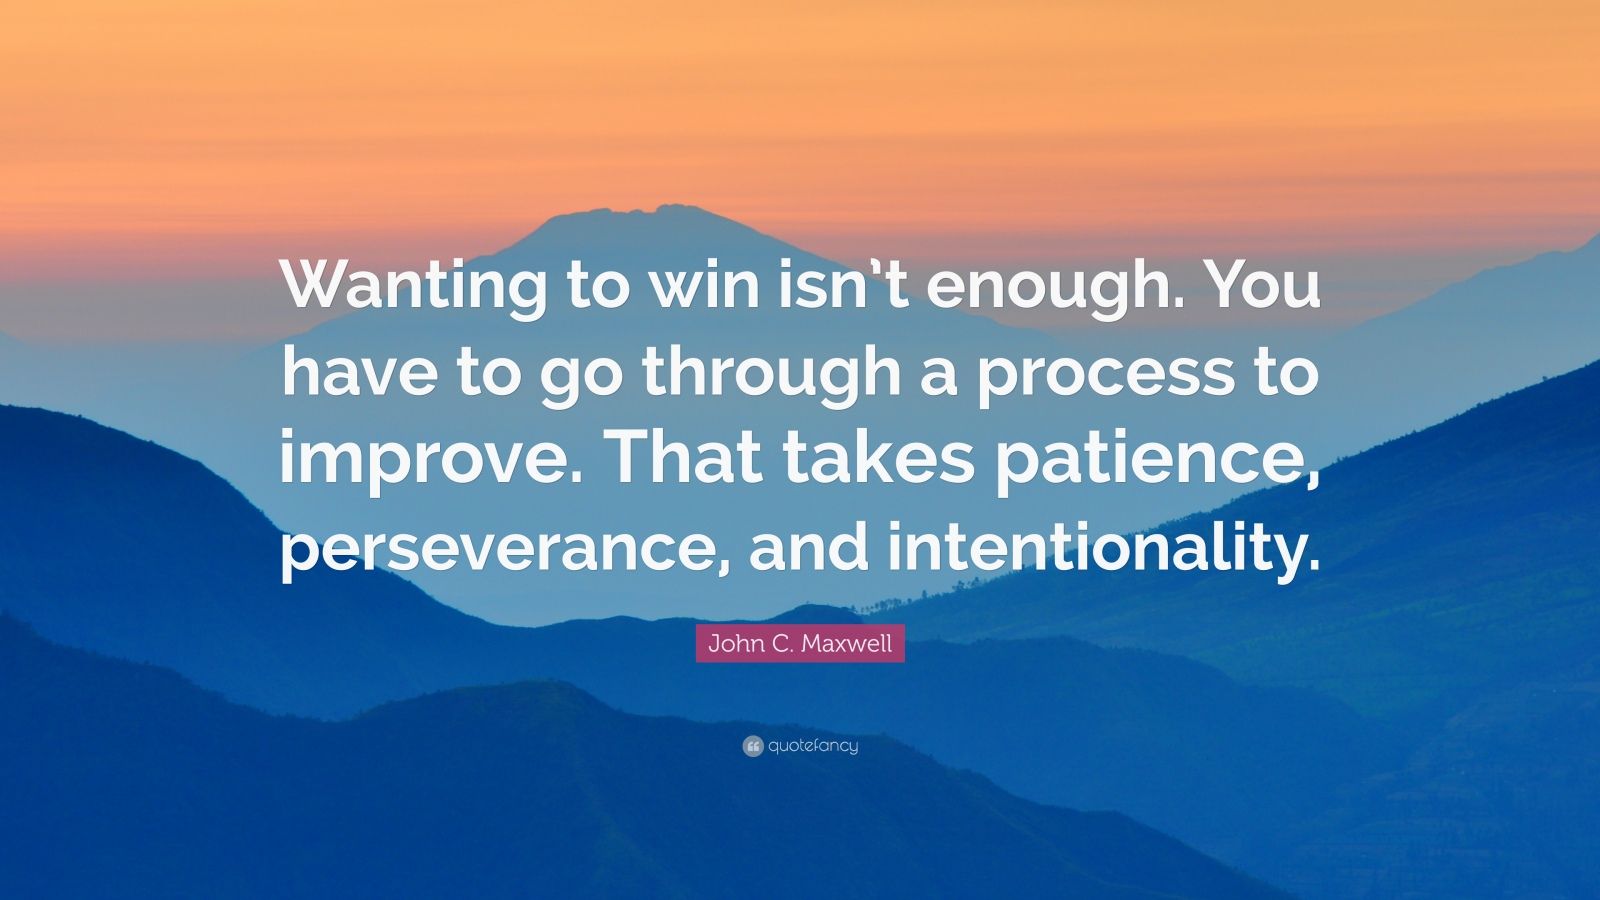 Wanting to win isn’t enough. You
have to go through a process to
improve. That takes patience,
perseverance, and intentionality.
John C. Maxwell
quotefancy